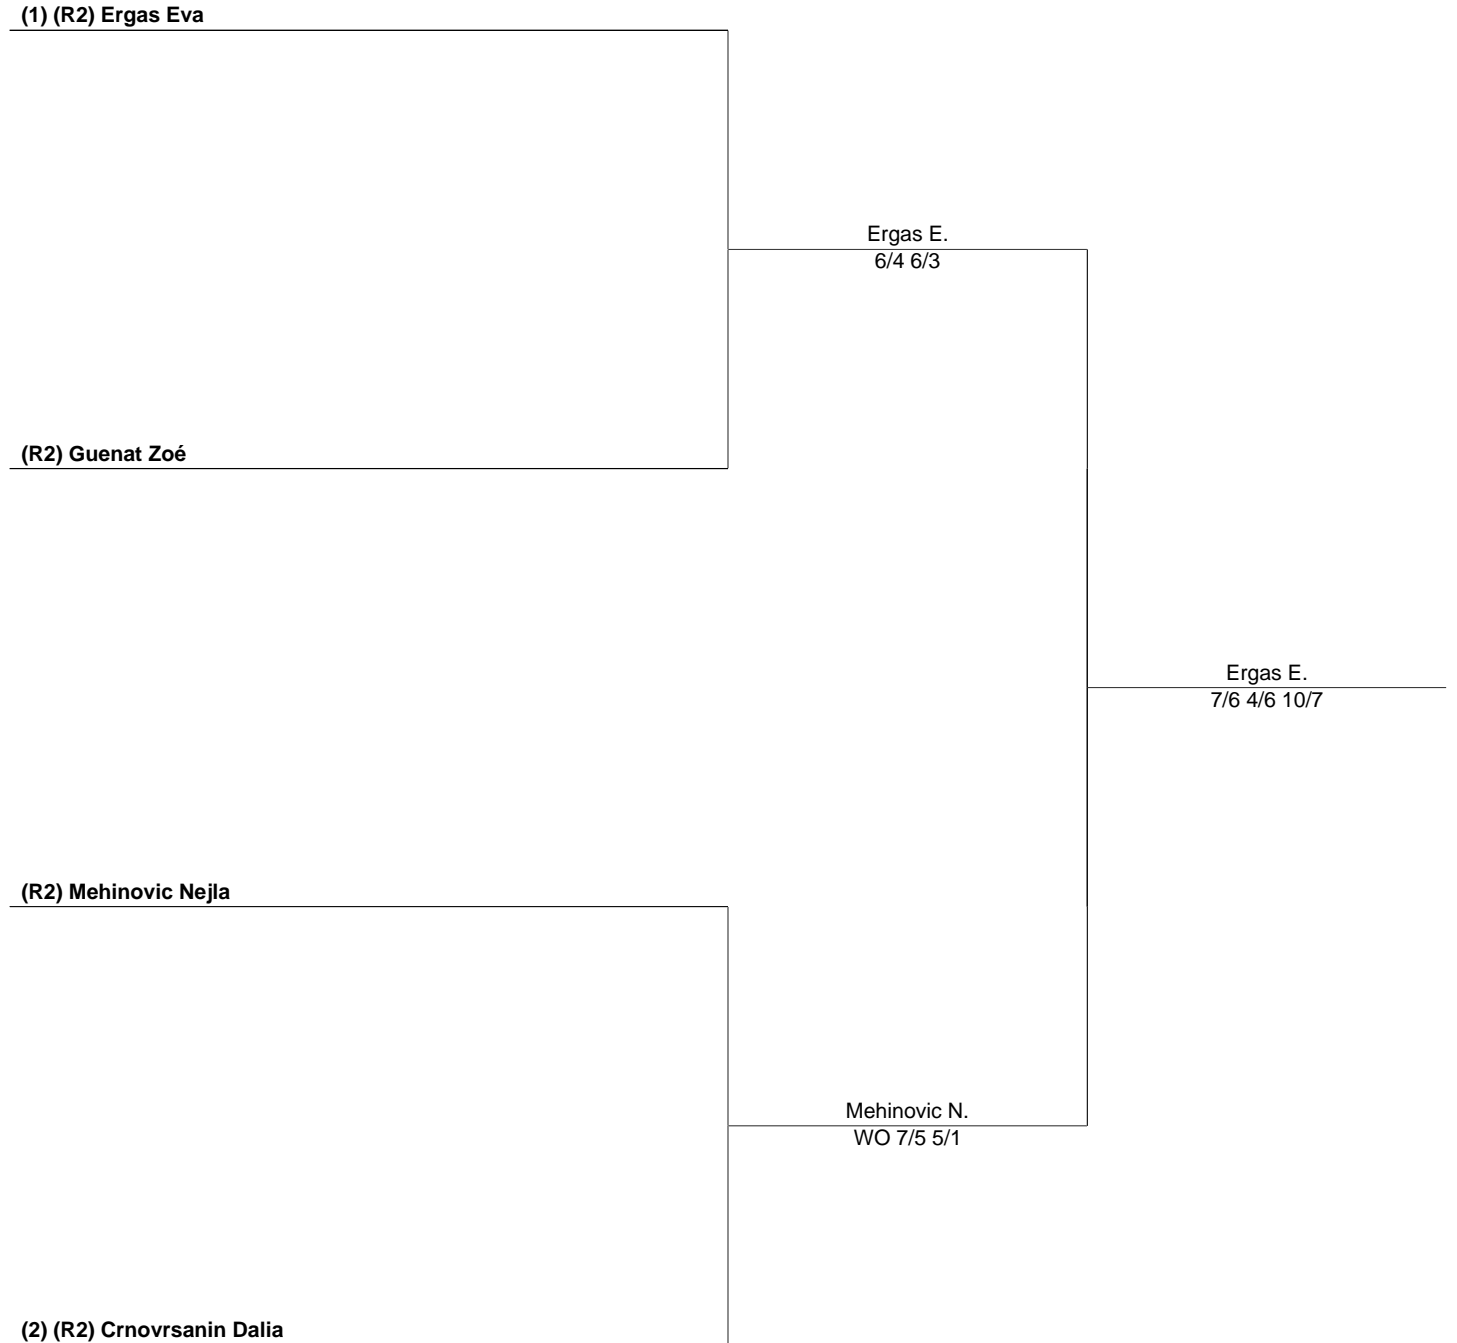 (1) (R2) Ergas Eva
Ergas E.
6/4 6/3
(R2) Guenat Zoé
Ergas E.
7/6 4/6 10/7
(R2) Mehinovic Nejla
Mehinovic N.
WO 7/5 5/1
(2) (R2) Crnovrsanin Dalia